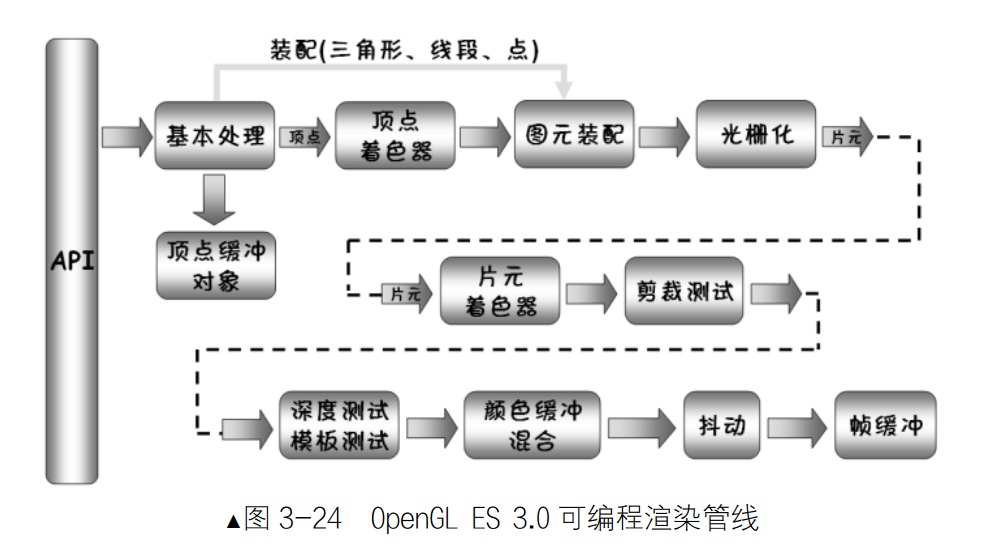 装配(三角形、线段、点)
API
基本处理
顶点
顶点
着色器
图元装配
光栅化
片元
顶点缓冲
对象
片元
片元
着色器
剪裁测试
深度测试
模板测试
颜色缓冲
混合
抖动
帧缓冲
▲图 3-24 OpenGL ES 3.0 可编程渲染管线